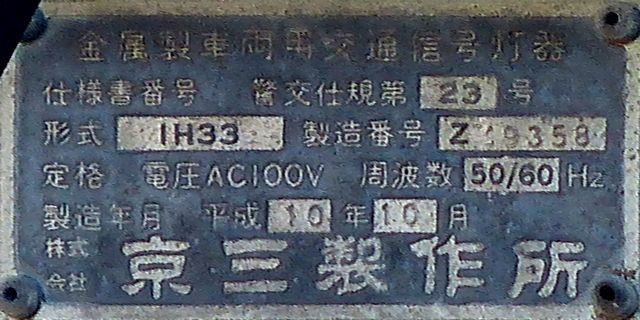 金属製車両用交通信号灯器
仕様書番号 警交仕規第 23 号
形式 1H33 製造番号 Z 9358
定格 電圧AC100V 周波数 50/60 Hz
製造年月 平成 10 年 10 月
株式会社 京三製作所